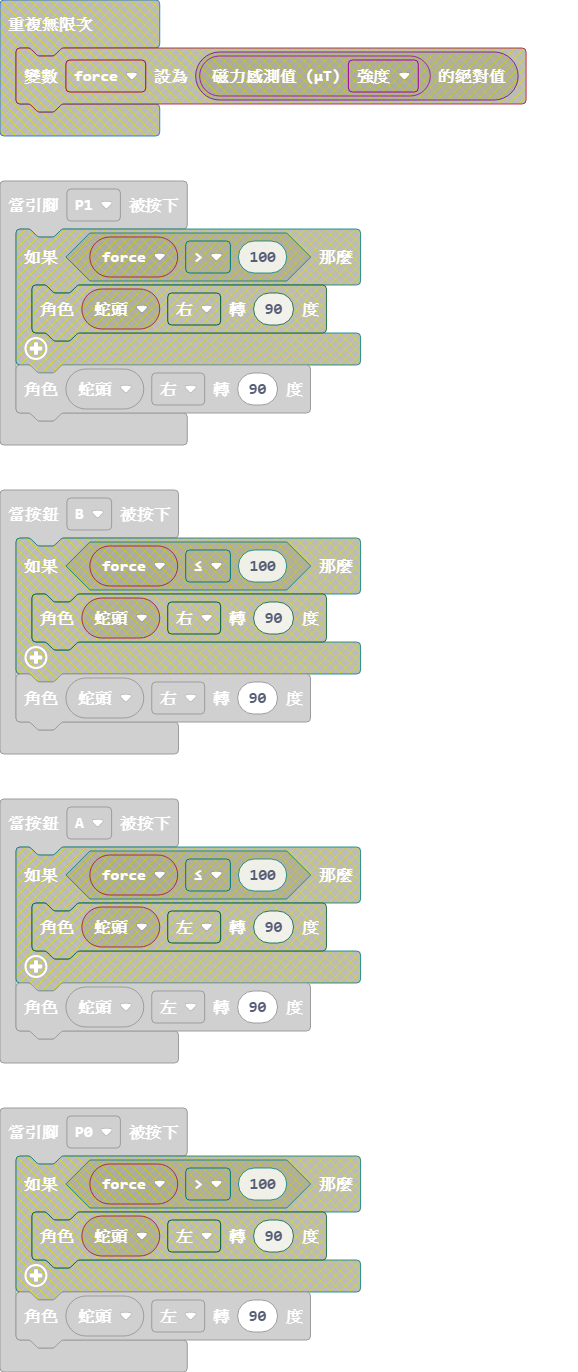 重複無限次
變數 force 設為 磁力感測值 (µT) 強度 的絕對值
當引腳 P1 被按下
如果 force > 100 那麼
角色 蛇頭 右 轉 90 度
角色 蛇頭 右 轉 90 度
當按鈕 B 被按下
如果 force ≤ 100 那麼
角色 蛇頭 右 轉 90 度
角色 蛇頭 右 轉 90 度
當按鈕 A 被按下
如果 force ≤ 100 那麼
角色 蛇頭 左 轉 90 度
角色 蛇頭 左 轉 90 度
當引腳 P0 被按下
如果 force > 100 那麼
角色 蛇頭 左 轉 90 度
角色 蛇頭 左 轉 90 度